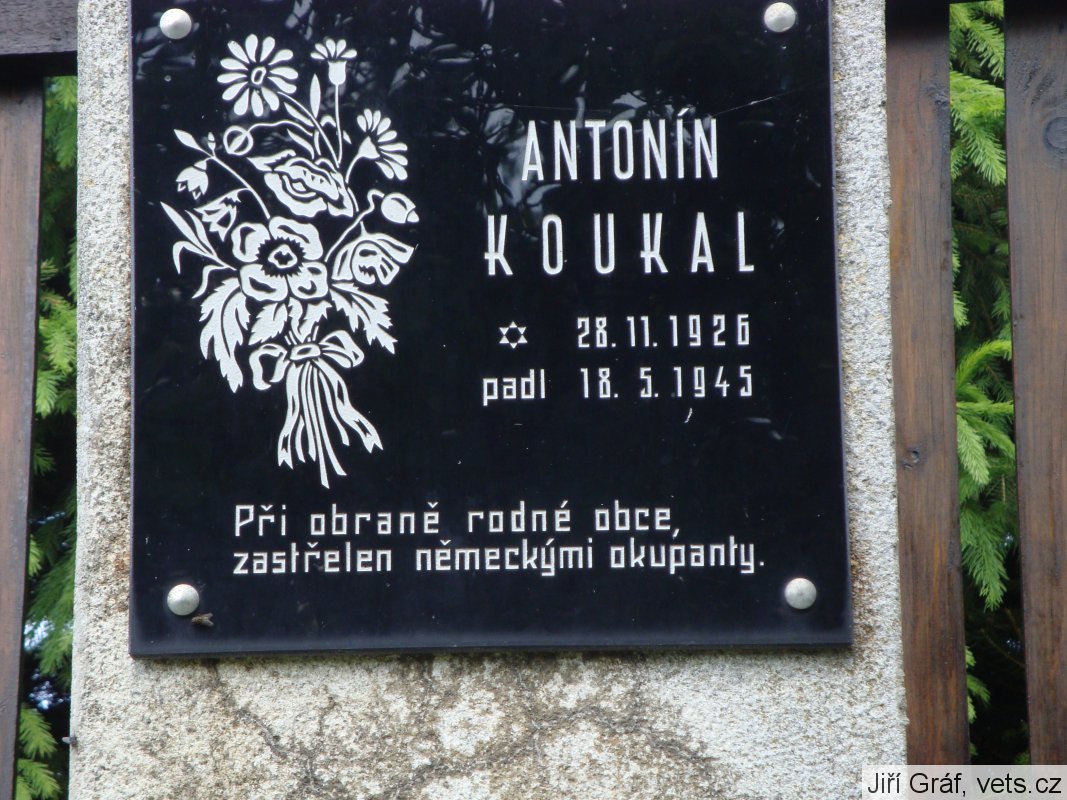 ANTONÍN
KOUKAL
✡ 28. 11. 1926
padl 18. 5. 1945
Při obraně rodné obce,
zastřelen německými okupanty.
Jiří Gráf, vets.cz